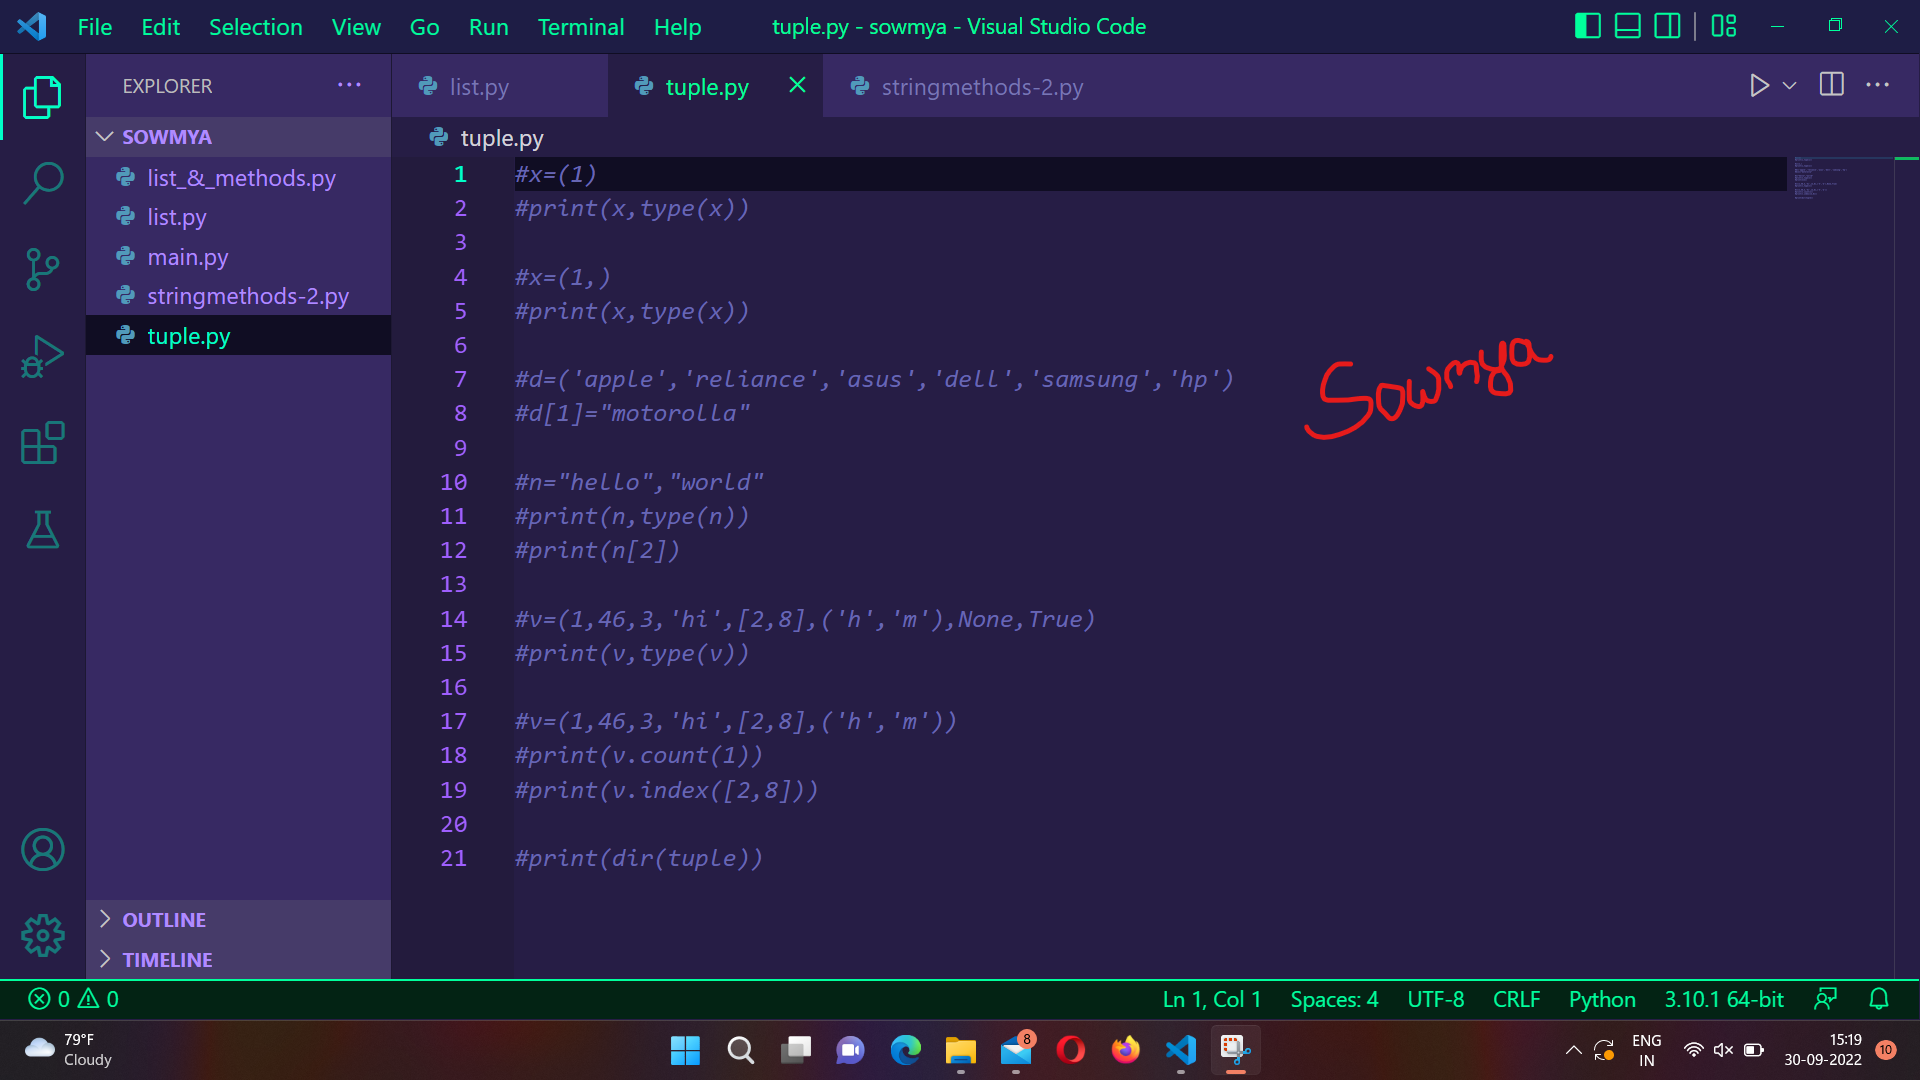 File Edit Selection View Go Run Terminal Help tuple.py - sowmya - Visual Studio Code
EXPLORER
list.py tuple.py stringmethods-2.py
SOWMYA
list_&_methods.py
list.py
main.py
stringmethods-2.py
tuple.py
OUTLINE
TIMELINE
tuple.py
1 #x=(1)
2 #print(x,type(x))
3
4 #x=(1,)
5 #print(x,type(x))
6
7 #d=('apple','reliance','asus','dell','samsung','hp')
8 #d[1]="motorolla"
9
10 #n="hello","world"
11 #print(n,type(n))
12 #print(n[2])
13
14 #v=(1,46,3,'hi',[2,8],('h','m'),None,True)
15 #print(v,type(v))
16
17 #v=(1,46,3,'hi',[2,8],('h','m'))
18 #print(v.count(1))
19 #print(v.index([2,8]))
20
21 #print(dir(tuple))
Sowmya
0 0 Ln 1, Col 1 Spaces: 4 UTF-8 CRLF Python 3.10.1 64-bit
79°F
Cloudy
8
ENG
IN
15:19
30-09-2022
10